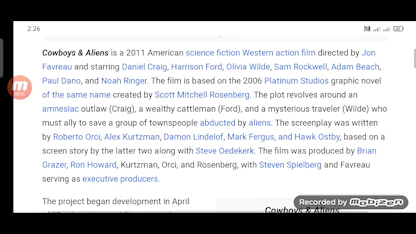 2:26
Cowboys & Aliens is a 2011 American science fiction Western action film directed by Jon
Favreau and starring Daniel Craig, Harrison Ford, Olivia Wilde, Sam Rockwell, Adam Beach,
Paul Dano, and Noah Ringer. The film is based on the 2006 Platinum Studios graphic novel
of the same name created by Scott Mitchell Rosenberg. The plot revolves around an
amnesiac outlaw (Craig), a wealthy cattleman (Ford), and a mysterious traveler (Wilde) who
must ally to save a group of townspeople abducted by aliens. The screenplay was written
by Roberto Orci, Alex Kurtzman, Damon Lindelof, Mark Fergus, and Hawk Ostby, based on a
screen story by the latter two along with Steve Oedekerk. The film was produced by Brian
Grazer, Ron Howard, Kurtzman, Orci, and Rosenberg, with Steven Spielberg and Favreau
serving as executive producers.
Recorded by Mobizen
The project began development in April
Cowboys & Aliens